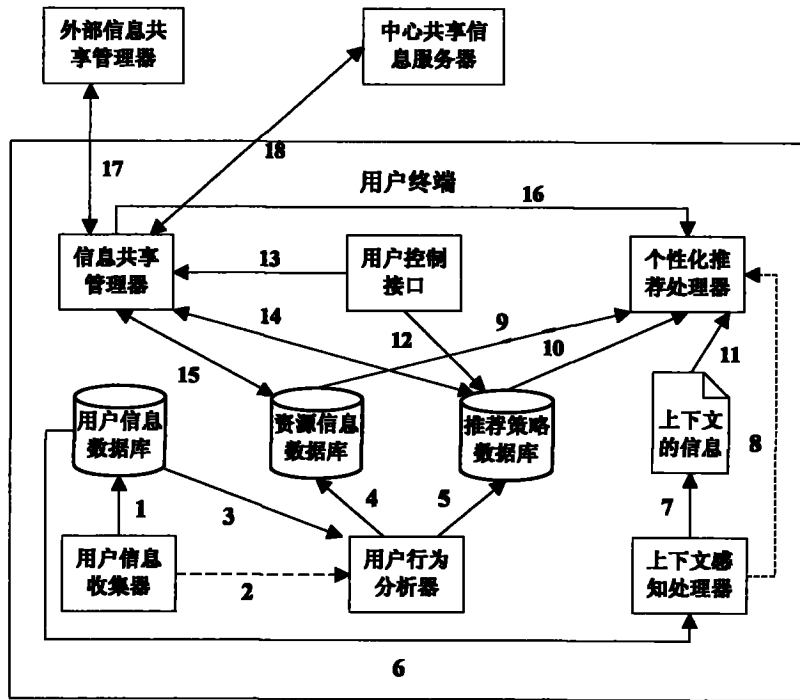 外部信息共
享管理器
中心共享信
息服务器
17
18
用户终端
16
信息共享
管理器
13
用户控制
接口
个性化推
荐处理器
14
12
9
10
11
15
用户信息
数据库
资源信息
数据库
推荐策略
数据库
上下文
的信息
8
1
3
4
5
7
用户信息
收集器
2
用户行为
分析器
上下文感
知处理器
6